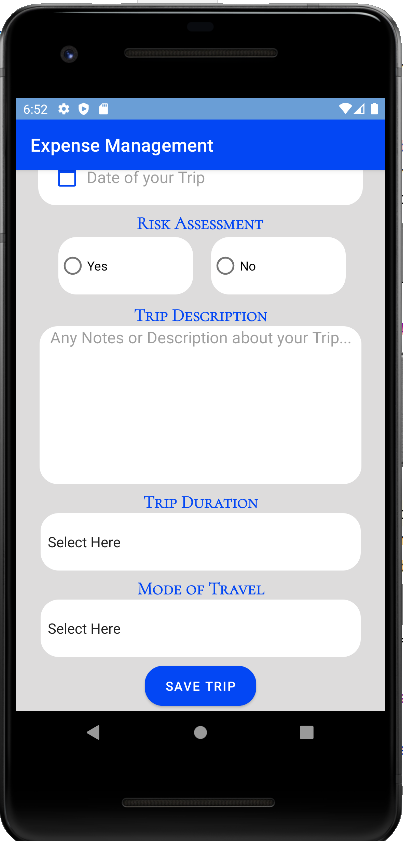 6:52
Expense Management
Date of your Trip
Risk Assessment
Yes
No
Trip Description
Any Notes or Description about your Trip...
Trip Duration
Select Here
Mode of Travel
Select Here
SAVE TRIP